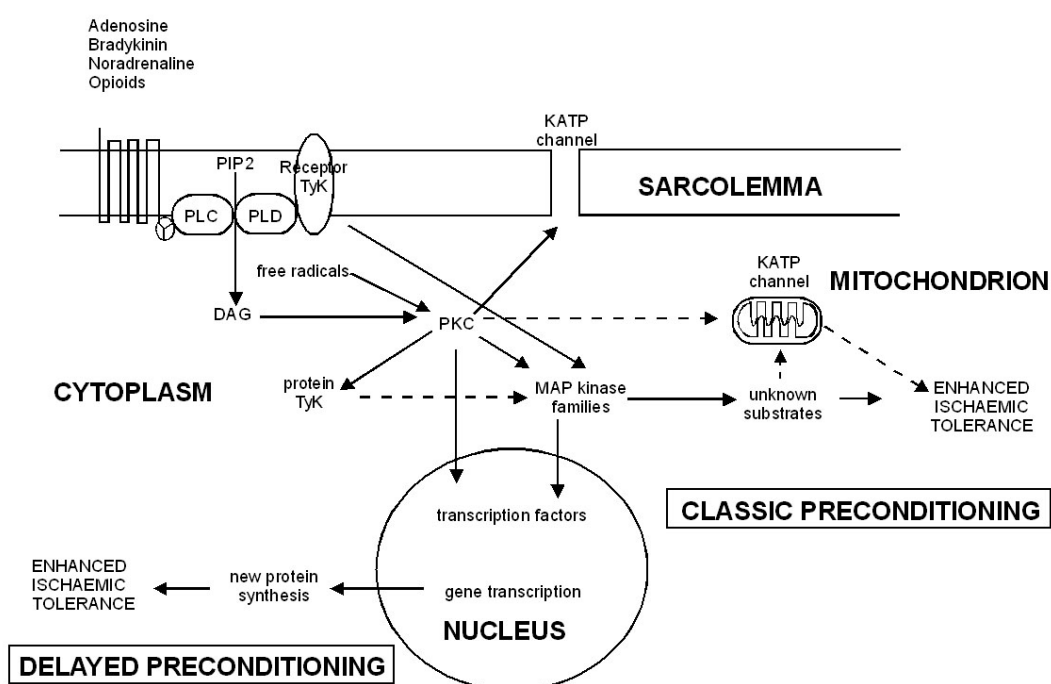 Adenosine
Bradykinin
Noradrenaline
Opioids
KATP
channel
PIP2
Receptor
TyK
SARCOLEMMA
PLC
PLD
free radicals
KATP
channel
MITOCHONDRION
DAG
PKC
CYTOPLASM
protein
TyK
MAP kinase
families
unknown
substrates
ENHANCED
ISCHAEMIC
TOLERANCE
transcription factors
CLASSIC PRECONDITIONING
ENHANCED
ISCHAEMIC
TOLERANCE
new protein
synthesis
gene transcription
NUCLEUS
DELAYED PRECONDITIONING